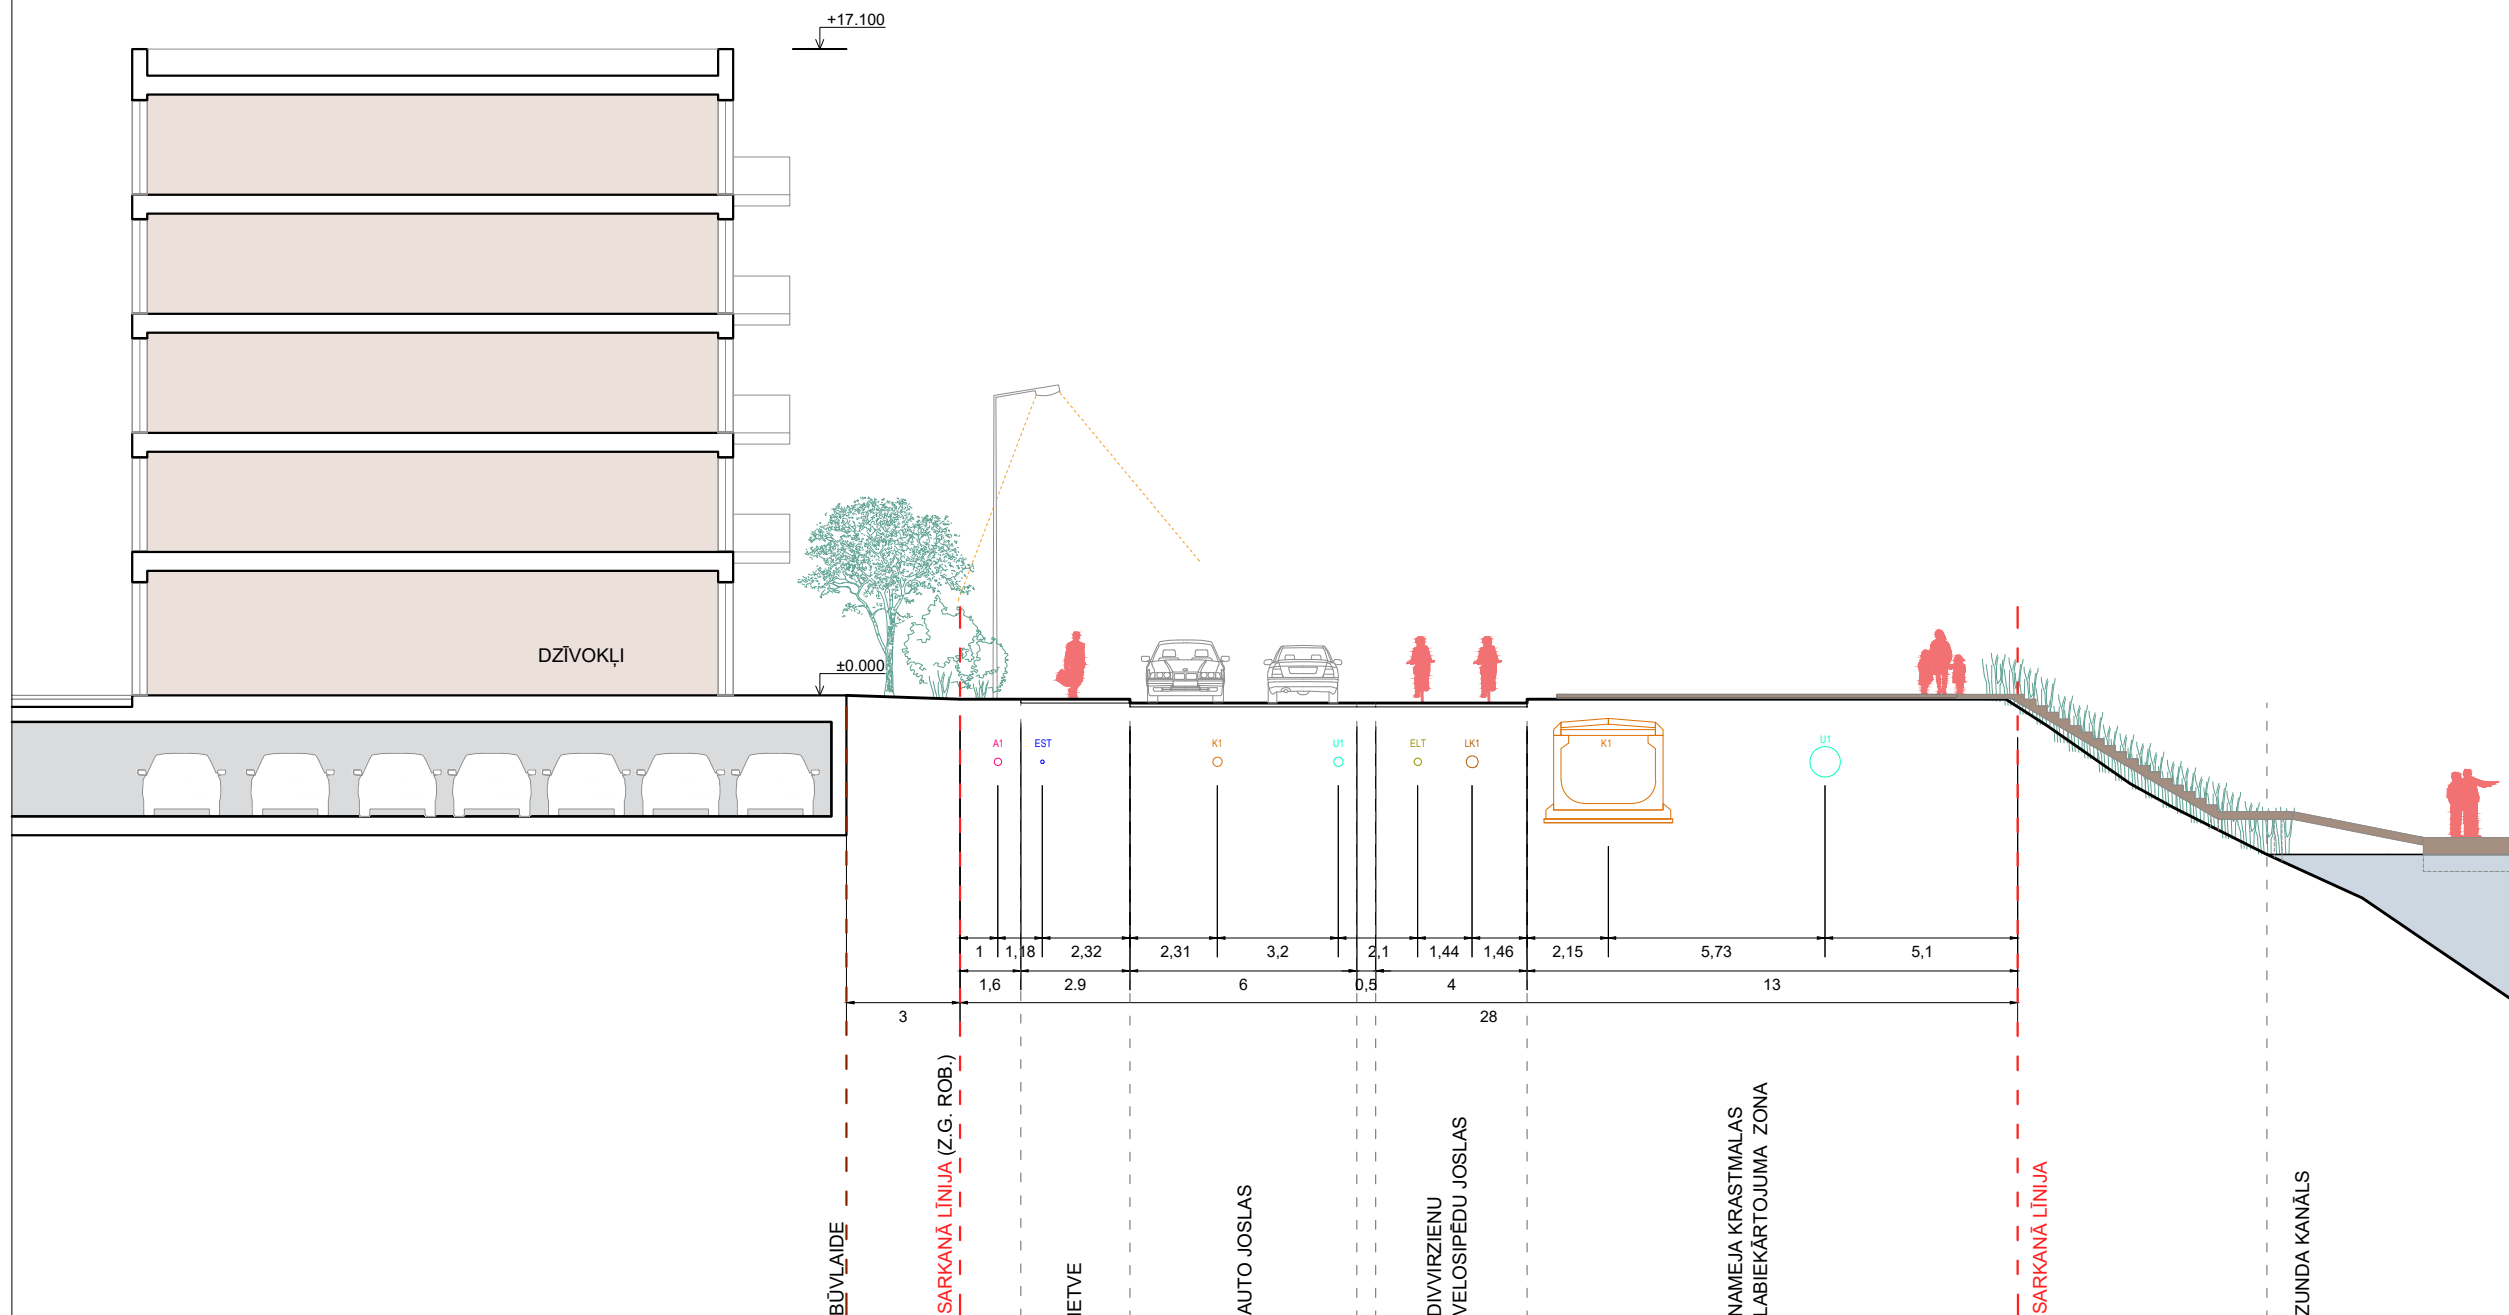 +17.100
DZĪVOKĻI
±0.000
A1
EST
K1
U1
ELT
LK1
K1
U1
1
1,18
2,32
2,31
3,2
2,1
1,44
1,46
2,15
5,73
5,1
1,6
2.9
6
0,5
4
13
3
28
BŪVLAIDE
SARKANĀ LĪNIJA (Z.G. ROB.)
IETVE
AUTO JOSLAS
DIVVIRZIENU
VELOSIPĒDU JOSLAS
NAMEJA KRASTMALAS
LABIEKĀRTOJUMA ZONA
SARKANĀ LĪNIJA
ZUNDA KANĀLS